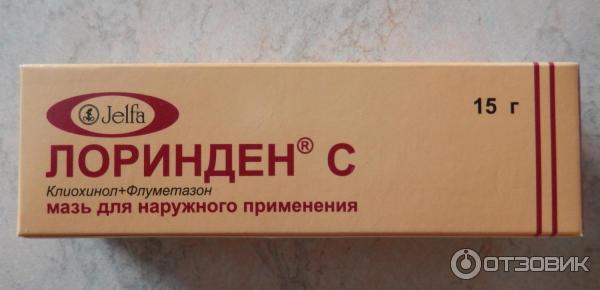 Jelfa
15 г
ЛОРИНДЕН® С
Клиохинол+Флуметазон
мазь для наружного применения
ОТЗОВИК